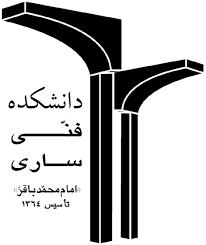 دانشکده
فنّی
ساری
«امام محمد باقر»
تأسیس ۱۳۶۴